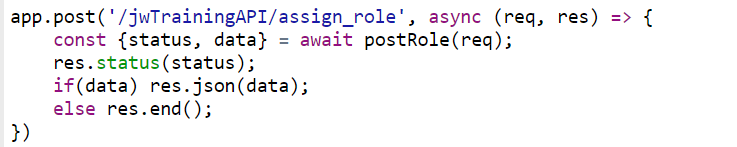 app.post('/jwTrainingAPI/assign_role', async (req, res) => {
    const {status, data} = await postRole(req);
    res.status(status);
    if(data) res.json(data);
    else res.end();
})